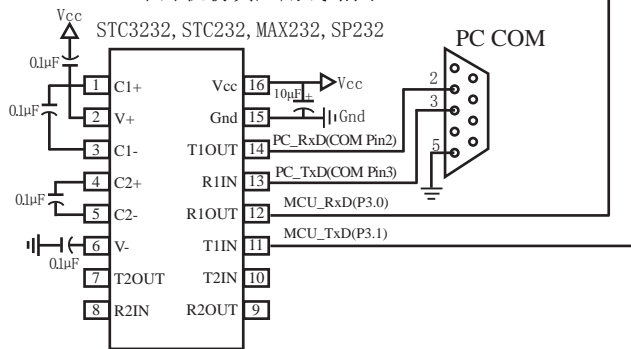 Vcc
STC3232, STC232, MAX232, SP232
PC COM
0.1µF
0.1µF
1 C1+
2 V+
3 C1-
4 C2+
5 C2-
6 V-
7 T2OUT
8 R2IN
0.1µF
0.1µF
Vcc 16
Gnd 15
T1OUT 14
R1IN 13
R1OUT 12
T1IN 11
T2IN 10
R2OUT 9
Vcc
10µF +
Gnd
PC_RxD(COM Pin2)
PC_TxD(COM Pin3)
MCU_RxD(P3.0)
MCU_TxD(P3.1)
2
3
5